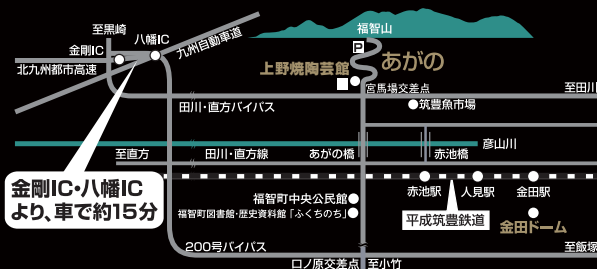 至黒崎
八幡IC
九州自動車道
福智山
金剛IC
北九州都市高速
P
あがの
上野焼陶芸館
宮馬場交差点
至田川
田川・直方バイパス
筑豊魚市場
彦山川
至直方
田川・直方線
あがの橋
赤池橋
金剛IC・八幡IC
より、車で約15分
赤池駅
人見駅
金田駅
福智町中央公民館
福智町図書館・歴史資料館「ふくちのち」
平成筑豊鉄道
金田ドーム
200号バイパス
至飯塚
口ノ原交差点
至小竹